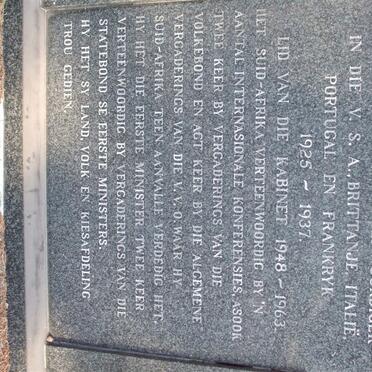 IN DIE V. S. A., BRITTANJE, ITALIË,
PORTUGAL EN FRANKRYK
1925 – 1937.
LID VAN DIE KABINET 1948 – 1963.
HET SUID-AFRIKA VERTEENWOORDIG BY 'N
AANTAL INTERNASIONALE KONFERENSIES, ASOOK
TWEE KEER BY VERGADERINGS VAN DIE
VOLKEBOND EN AGT KEER BY DIE ALGEMENE
VERGADERINGS VAN DIE V.V.O. WAAR HY
SUID-AFRIKA TEEN AANVALLE VERDEDIG HET.
HY HET DIE EERSTE MINISTER TWEE KEER
VERTEENWOORDIG BY VERGADERINGS VAN DIE
STATEBOND SE EERSTE MINISTERS.
HY HET SY LAND, VOLK EN KIESAFDELING
TROU GEDIEN.